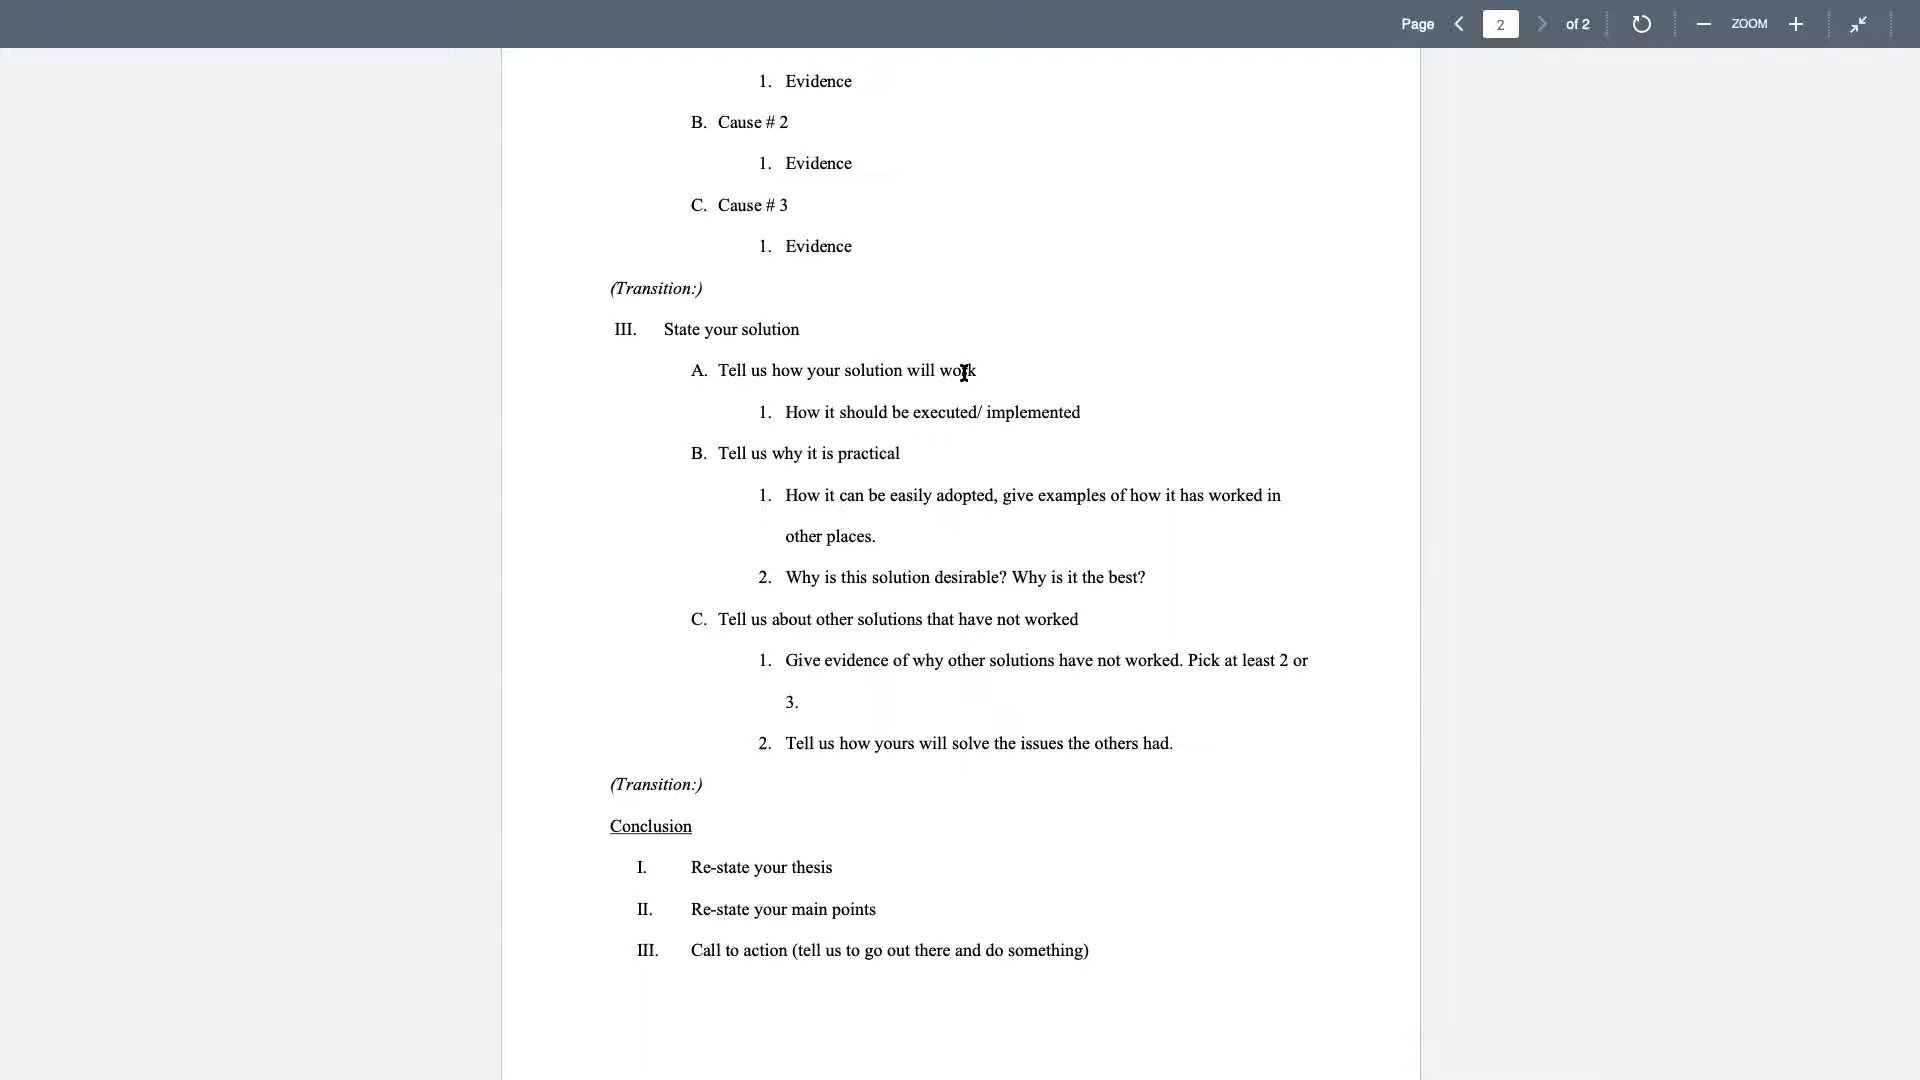 Page 2 of 2 ZOOM
1. Evidence
B. Cause # 2
1. Evidence
C. Cause # 3
1. Evidence
(Transition:)
III. State your solution
A. Tell us how your solution will work
1. How it should be executed/ implemented
B. Tell us why it is practical
1. How it can be easily adopted, give examples of how it has worked in
other places.
2. Why is this solution desirable? Why is it the best?
C. Tell us about other solutions that have not worked
1. Give evidence of why other solutions have not worked. Pick at least 2 or
3.
2. Tell us how yours will solve the issues the others had.
(Transition:)
Conclusion
I. Re-state your thesis
II. Re-state your main points
III. Call to action (tell us to go out there and do something)